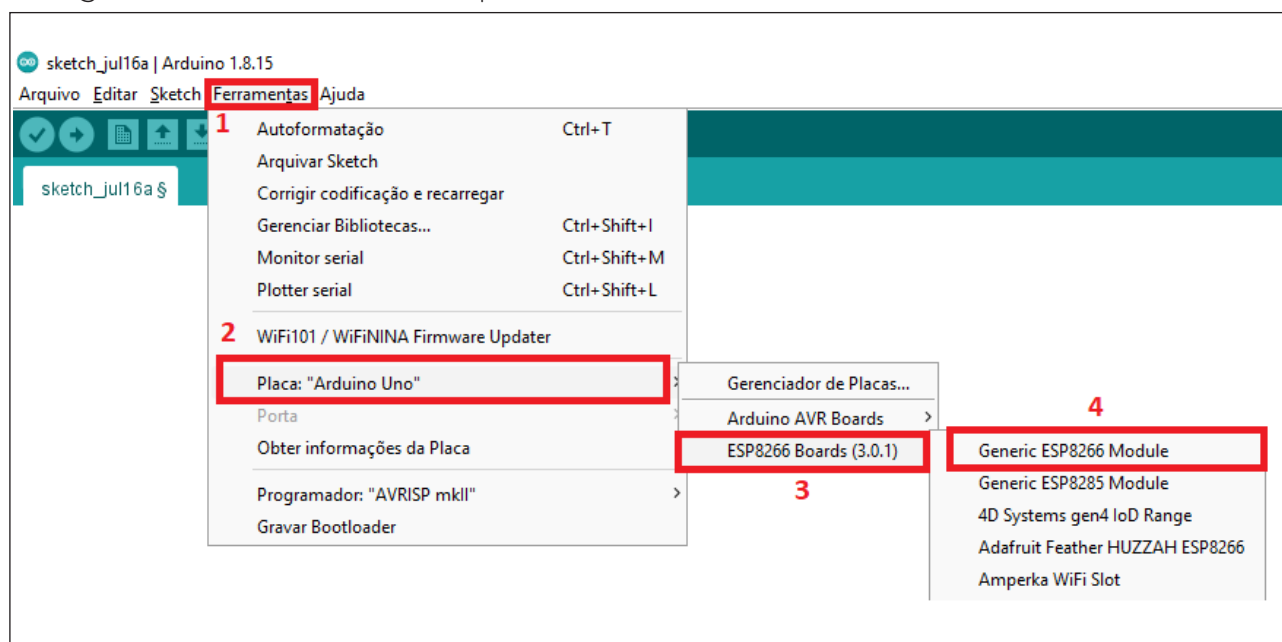 sketch_jul16a | Arduino 1.8.15
Arquivo Editar Sketch Ferramentas Ajuda
1
Autoformatação Ctrl+T
Arquivar Sketch
sketch_jul16a §
Corrigir codificação e recarregar
Gerenciar Bibliotecas... Ctrl+Shift+I
Monitor serial Ctrl+Shift+M
Plotter serial Ctrl+Shift+L
2
WiFi101 / WiFiNINA Firmware Updater
Placa: "Arduino Uno"
Porta
Obter informações da Placa
Programador: "AVRISP mkII"
Gravar Bootloader
Gerenciador de Placas...
Arduino AVR Boards
ESP8266 Boards (3.0.1)
3
4
Generic ESP8266 Module
Generic ESP8285 Module
4D Systems gen4 IoD Range
Adafruit Feather HUZZAH ESP8266
Amperka WiFi Slot